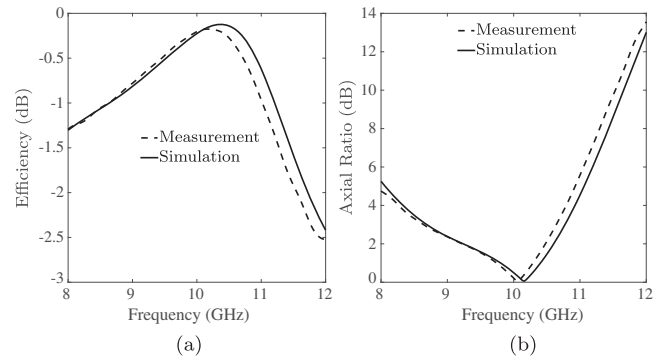 0
-0.5
-1
-1.5
-2
-2.5
-3
Efficiency (dB)
Measurement
Simulation
8 9 10 11 12
Frequency (GHz)
(a)
14
12
10
8
6
4
2
0
Axial Ratio (dB)
Measurement
Simulation
8 9 10 11 12
Frequency (GHz)
(b)